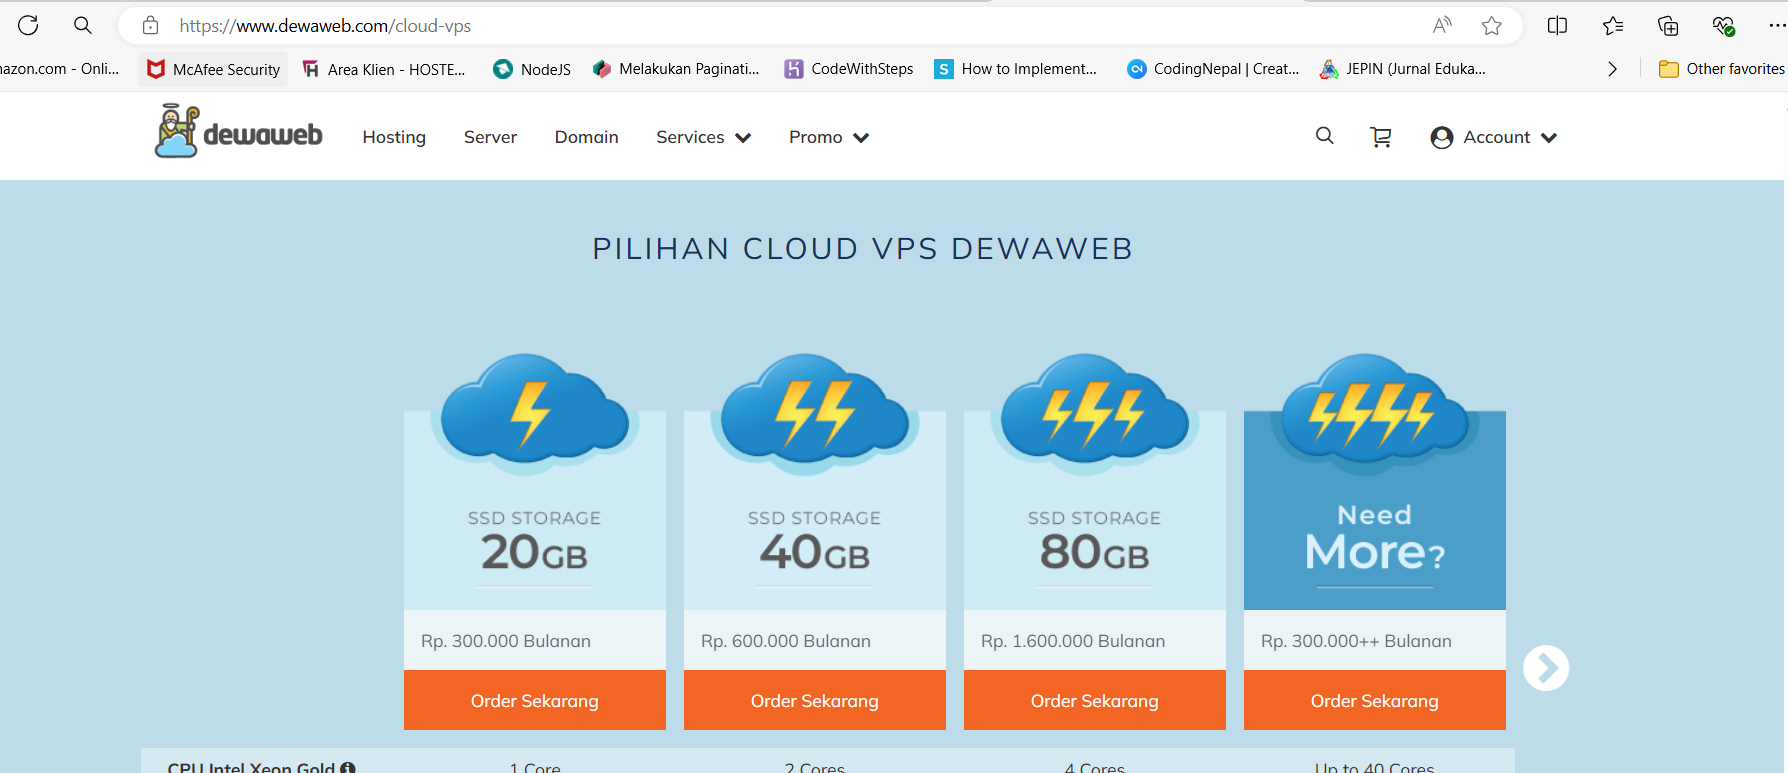 https://www.dewaweb.com/cloud-vps
nazon.com - Onli...
McAfee Security
Area Klien - HOSTE...
NodeJS
Melakukan Paginati...
CodeWithSteps
How to Implement...
CodingNepal | Creat...
JEPIN (Jurnal Eduka...
Other favorites
dewaweb
Hosting
Server
Domain
Services
Promo
Account
PILIHAN CLOUD VPS DEWAWEB
SSD STORAGE
20GB
Rp. 300.000 Bulanan
Order Sekarang
SSD STORAGE
40GB
Rp. 600.000 Bulanan
Order Sekarang
SSD STORAGE
80GB
Rp. 1.600.000 Bulanan
Order Sekarang
Need
More?
Rp. 300.000++ Bulanan
Order Sekarang
CPU Intel Xeon Gold
1 Core
2 Cores
4 Cores
Up to 40 Cores